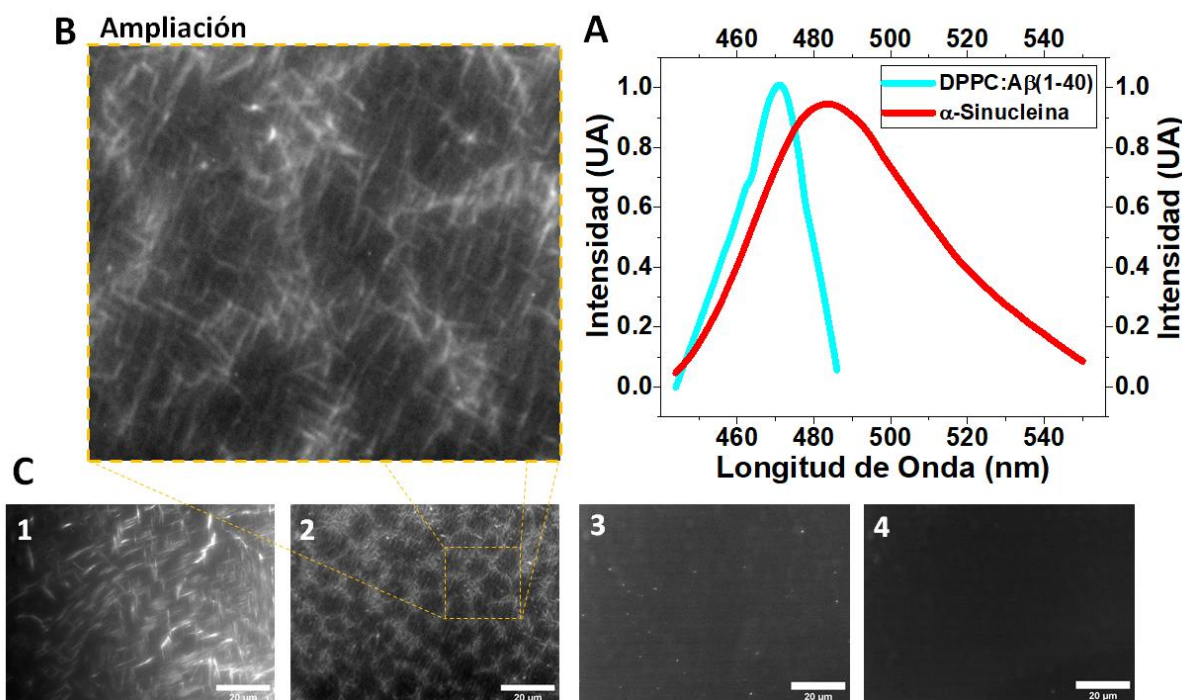 B Ampliación
A
460 480 500 520 540
1.0
0.8
0.6
0.4
0.2
0.0
Intensidad (UA)
DPPC:Aβ(1-40)
α-Sinucleina
1.0
0.8
0.6
0.4
0.2
0.0
Intensidad (UA)
460 480 500 520 540
Longitud de Onda (nm)
C
1
20 µm
2
20 µm
3
20 µm
4
20 µm